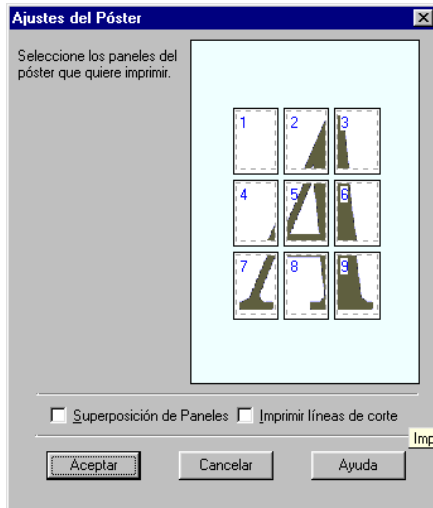 Ajustes del Póster
Seleccione los paneles del
póster que quiere imprimir.
1 2 3
4 5 6
7 8 9
Superposición de Paneles Imprimir líneas de corte
Imp
Aceptar Cancelar Ayuda